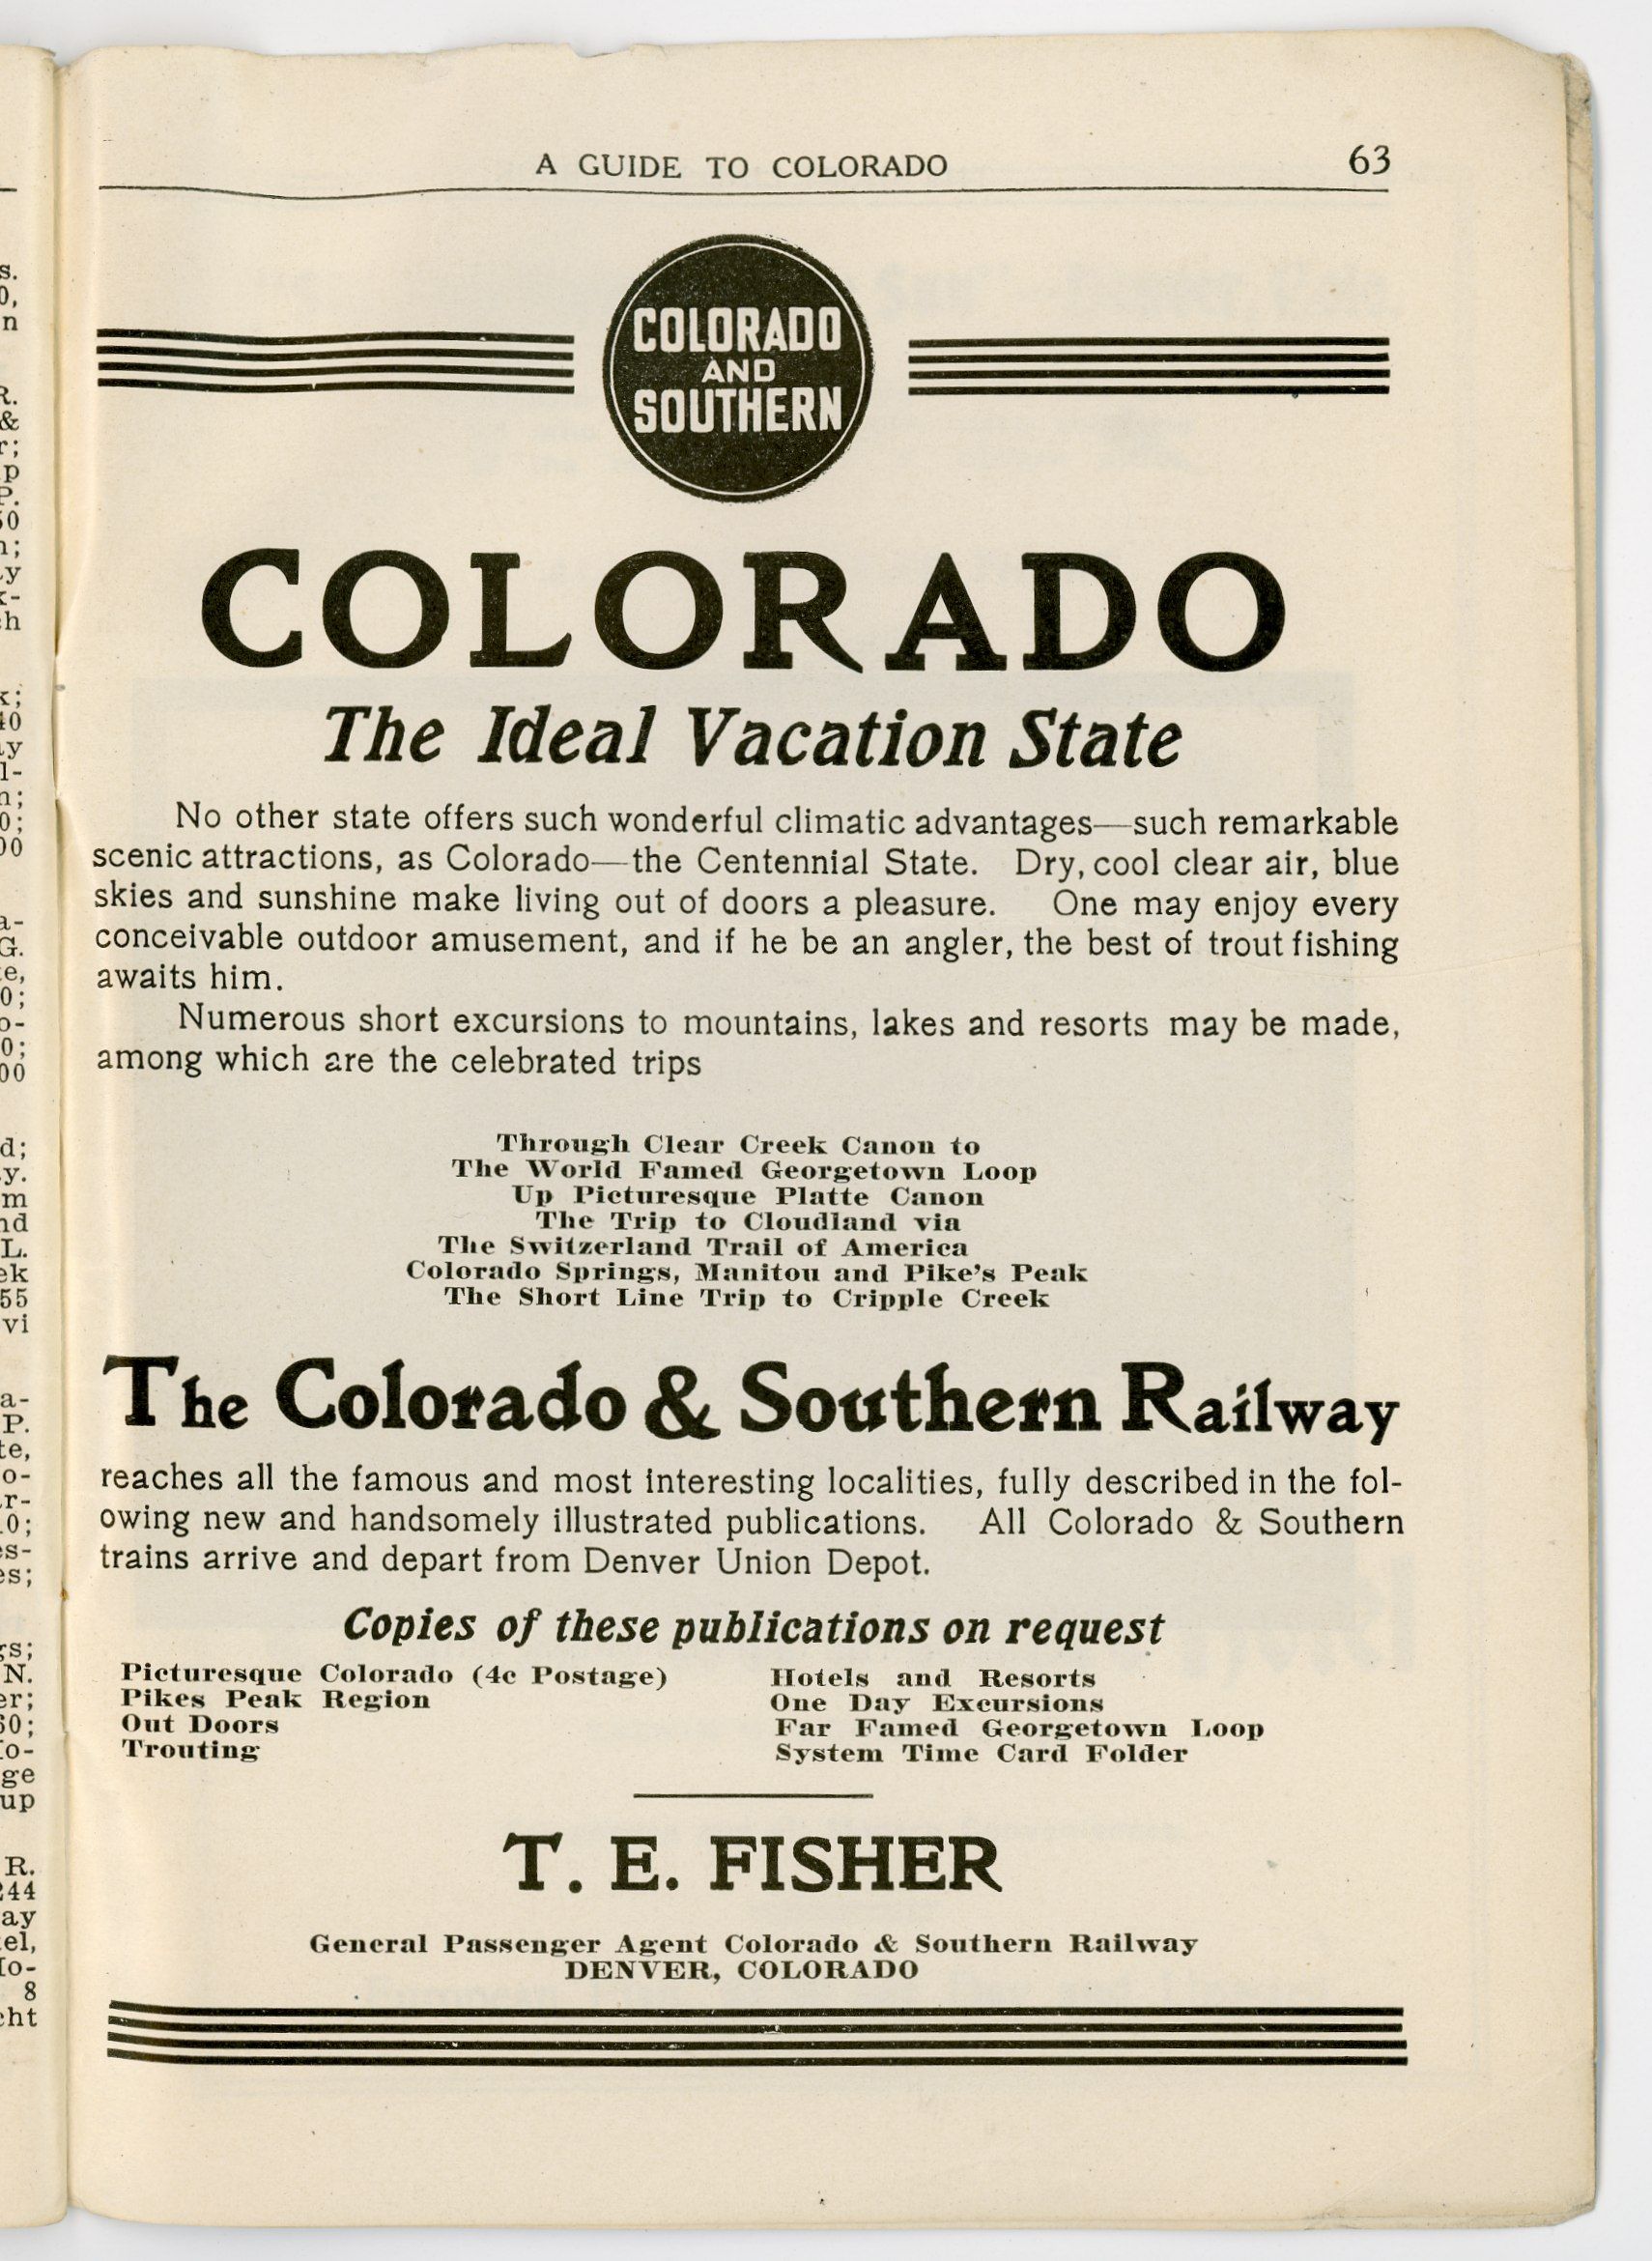 A GUIDE TO COLORADO 63
COLORADO
AND
SOUTHERN
COLORADO
The Ideal Vacation State
No other state offers such wonderful climatic advantages—such remarkable
scenic attractions, as Colorado—the Centennial State. Dry, cool clear air, blue
skies and sunshine make living out of doors a pleasure. One may enjoy every
conceivable outdoor amusement, and if he be an angler, the best of trout fishing
awaits him.
Numerous short excursions to mountains, lakes and resorts may be made,
among which are the celebrated trips
Through Clear Creek Canon to
The World Famed Georgetown Loop
Up Picturesque Platte Canon
The Trip to Cloudland via
The Switzerland Trail of America
Colorado Springs, Manitou and Pike's Peak
The Short Line Trip to Cripple Creek
The Colorado & Southern Railway
reaches all the famous and most interesting localities, fully described in the fol-
owing new and handsomely illustrated publications. All Colorado & Southern
trains arrive and depart from Denver Union Depot.
Copies of these publications on request
Picturesque Colorado (4c Postage)
Pikes Peak Region
Out Doors
Trouting
Hotels and Resorts
One Day Excursions
Far Famed Georgetown Loop
System Time Card Folder
T. E. FISHER
General Passenger Agent Colorado & Southern Railway
DENVER, COLORADO